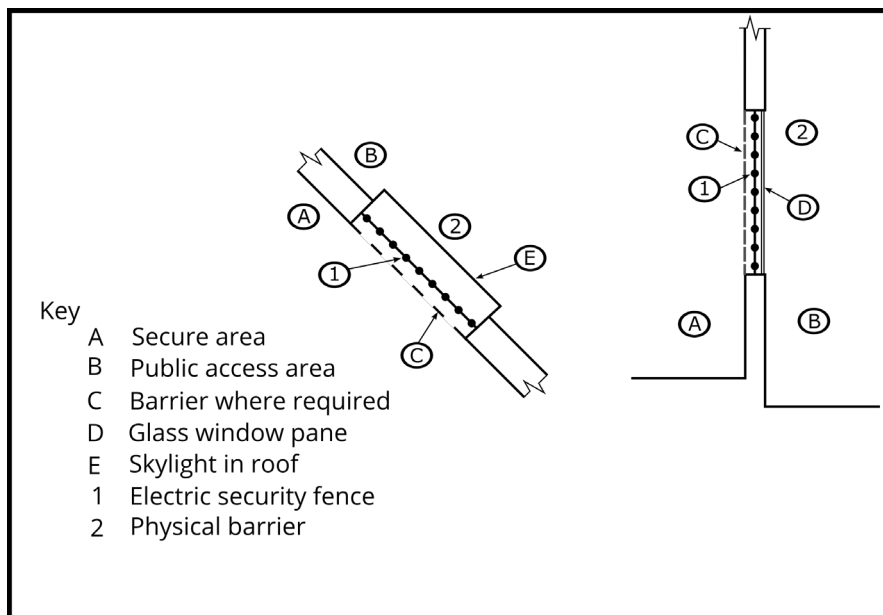 C
2
B
1
A
2
D
E
1
Key
A
B
C
A Secure area
B Public access area
C Barrier where required
D Glass window pane
E Skylight in roof
1 Electric security fence
2 Physical barrier